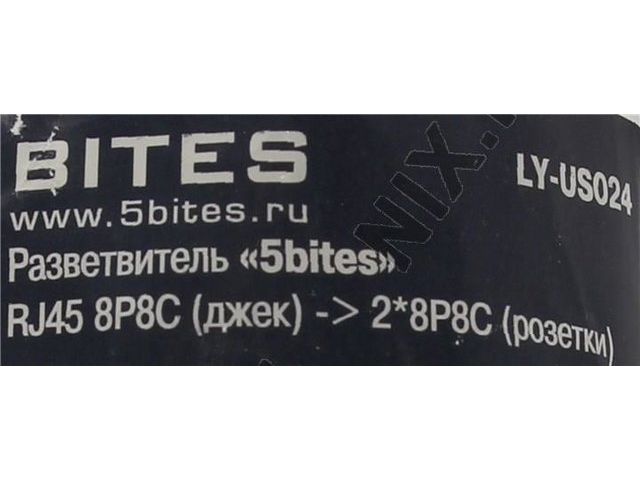 BITES
LY-US024
www.5bites.ru
Разветвитель «5bites»
RJ45 8P8C (джек) -> 2*8P8C (розетки)